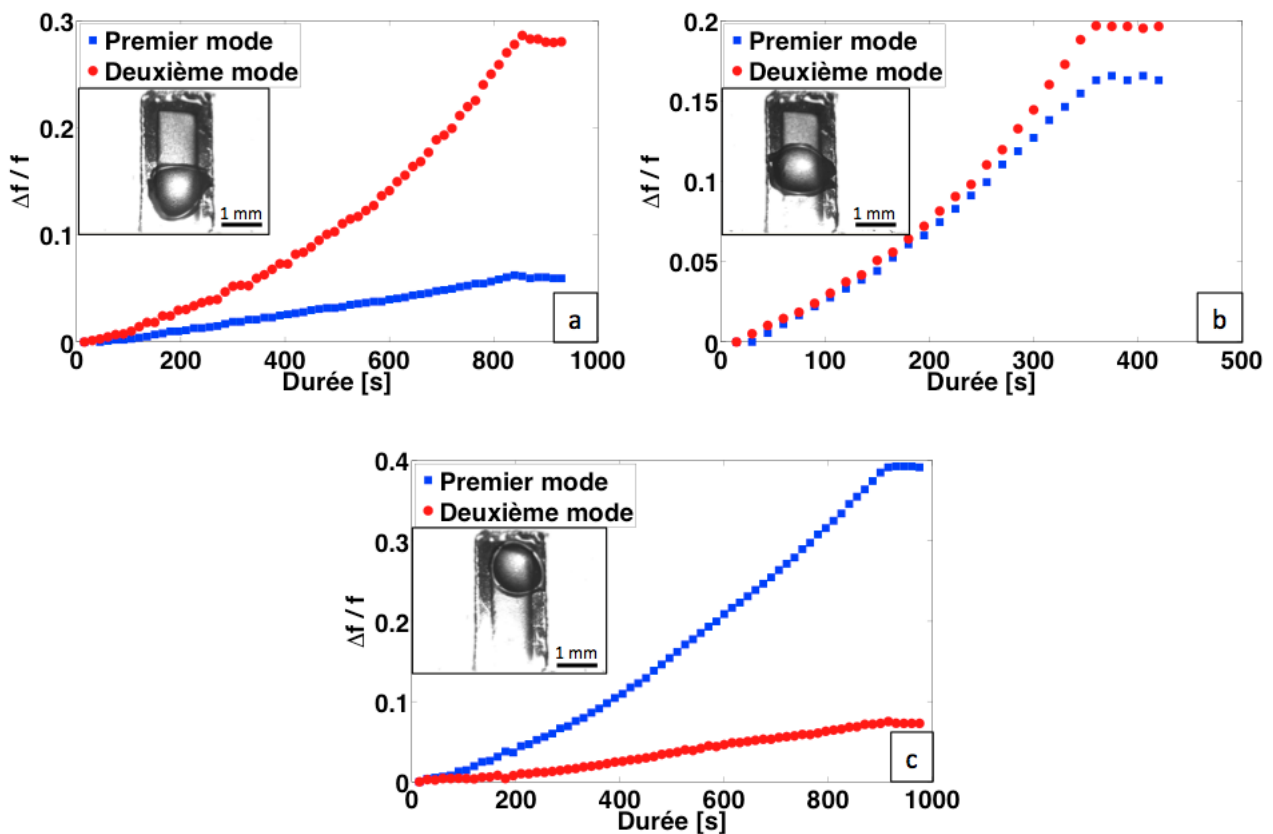 0.3
0.2
0.1
0
Δf / f
Premier mode
Deuxième mode
1 mm
a
0 200 400 600 800 1000
Durée [s]
0.2
0.15
0.1
0.05
0
Δf / f
Premier mode
Deuxième mode
1 mm
b
0 100 200 300 400 500
Durée [s]
0.4
0.3
0.2
0.1
0
Δf / f
Premier mode
Deuxième mode
1 mm
c
0 200 400 600 800 1000
Durée [s]